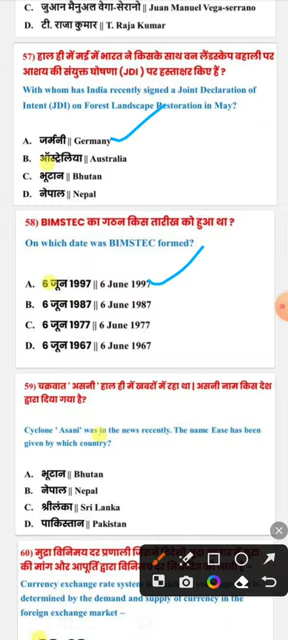 C. जुआन मैनुअल वेगा-सेरानो || Juan Manuel Vega-serrano
D. टी. राजा कुमार || T. Raja Kumar
57) हाल ही में मई में भारत ने किसके साथ वन लैंडस्केप बहाली पर
आशय की संयुक्त घोषणा (JDI) पर हस्ताक्षर किए हैं ?
With whom has India recently signed a Joint Declaration of
Intent (JDI) on Forest Landscape Restoration in May?
A. जर्मनी || Germany
B. ऑस्ट्रेलिया || Australia
C. भूटान || Bhutan
D. नेपाल || Nepal
58) BIMSTEC का गठन किस तारीख को हुआ था ?
On which date was BIMSTEC formed?
A. 6 जून 1997 || 6 June 1997
B. 6 जून 1987 || 6 June 1987
C. 6 जून 1977 || 6 June 1977
D. 6 जून 1967 || 6 June 1967
59) चक्रवात ' असनी ' हाल ही में खबरों में रहा था | असनी नाम किस देश
द्वारा दिया गया है?
Cyclone ' Asani' was in the news recently. The name Ease has been
given by which country?
A. भूटान || Bhutan
B. नेपाल || Nepal
C. श्रीलंका || Sri Lanka
D. पाकिस्तान || Pakistan
60) मुद्रा विनिमय दर प्रणाली
की मांग और आपूर्ति द्वारा
Currency exchange rate system
determined by the demand and supply of currency in the
foreign exchange market –